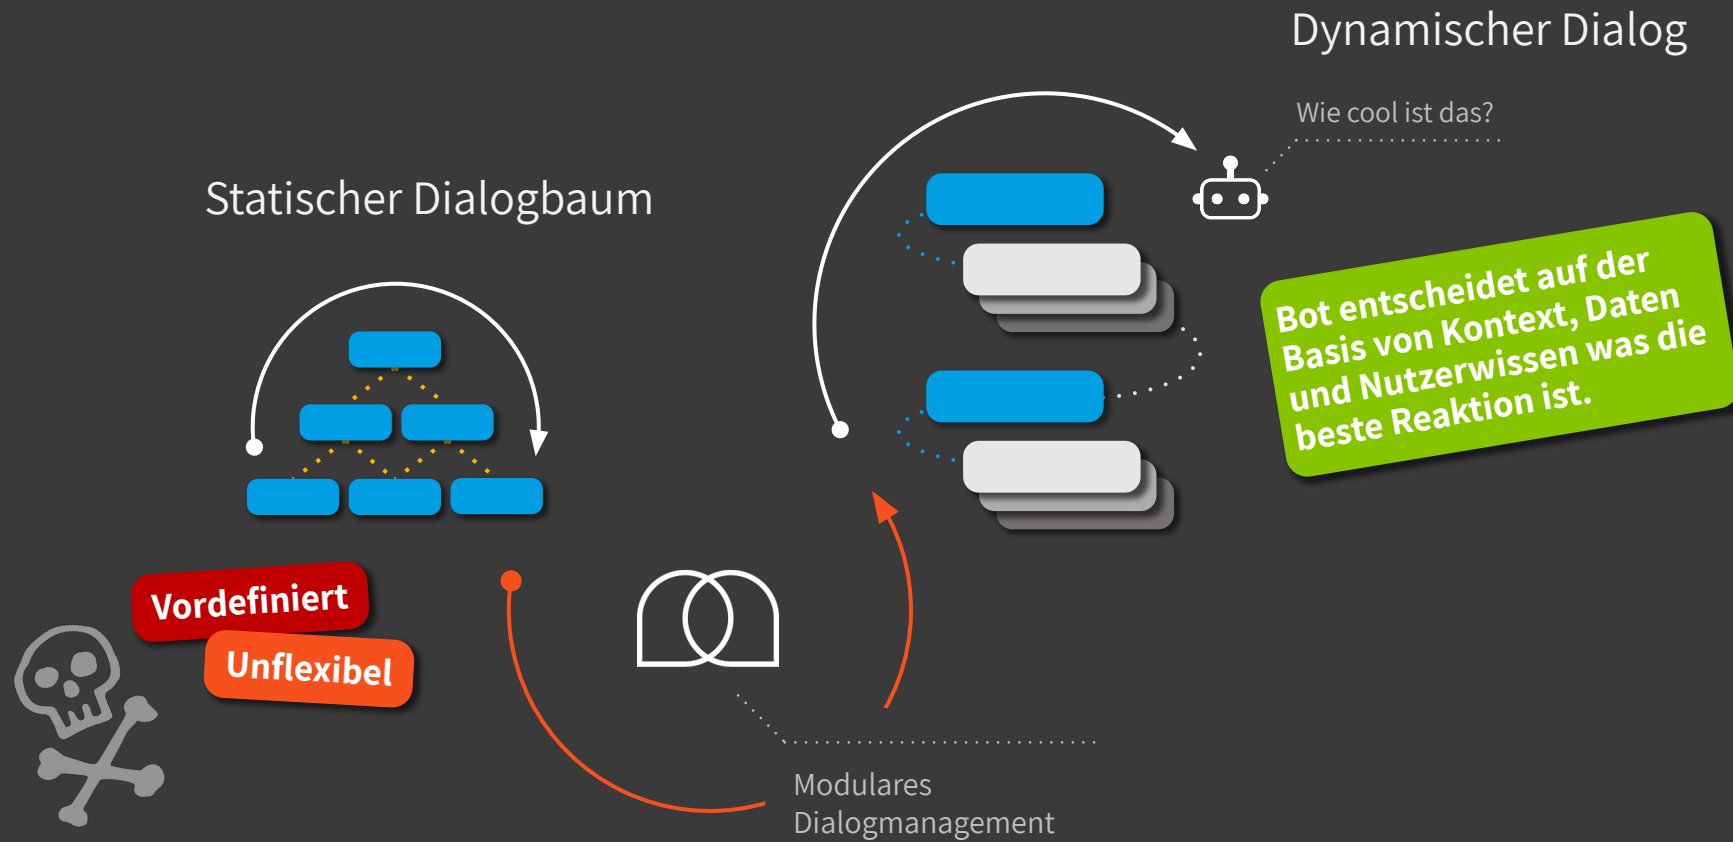 Dynamischer Dialog
Wie cool ist das?
Statischer Dialogbaum
Bot entscheidet auf der
Basis von Kontext, Daten
und Nutzerwissen was die
beste Reaktion ist.
Vordefiniert
Unflexibel
Modulares
Dialogmanagement